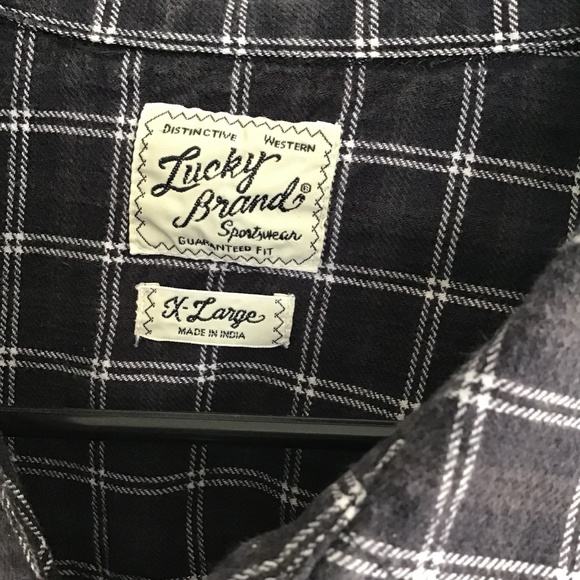 DISTINCTIVE WESTERN
Lucky
Brand®
Sportswear
GUARANTEED FIT
X-Large
MADE IN INDIA